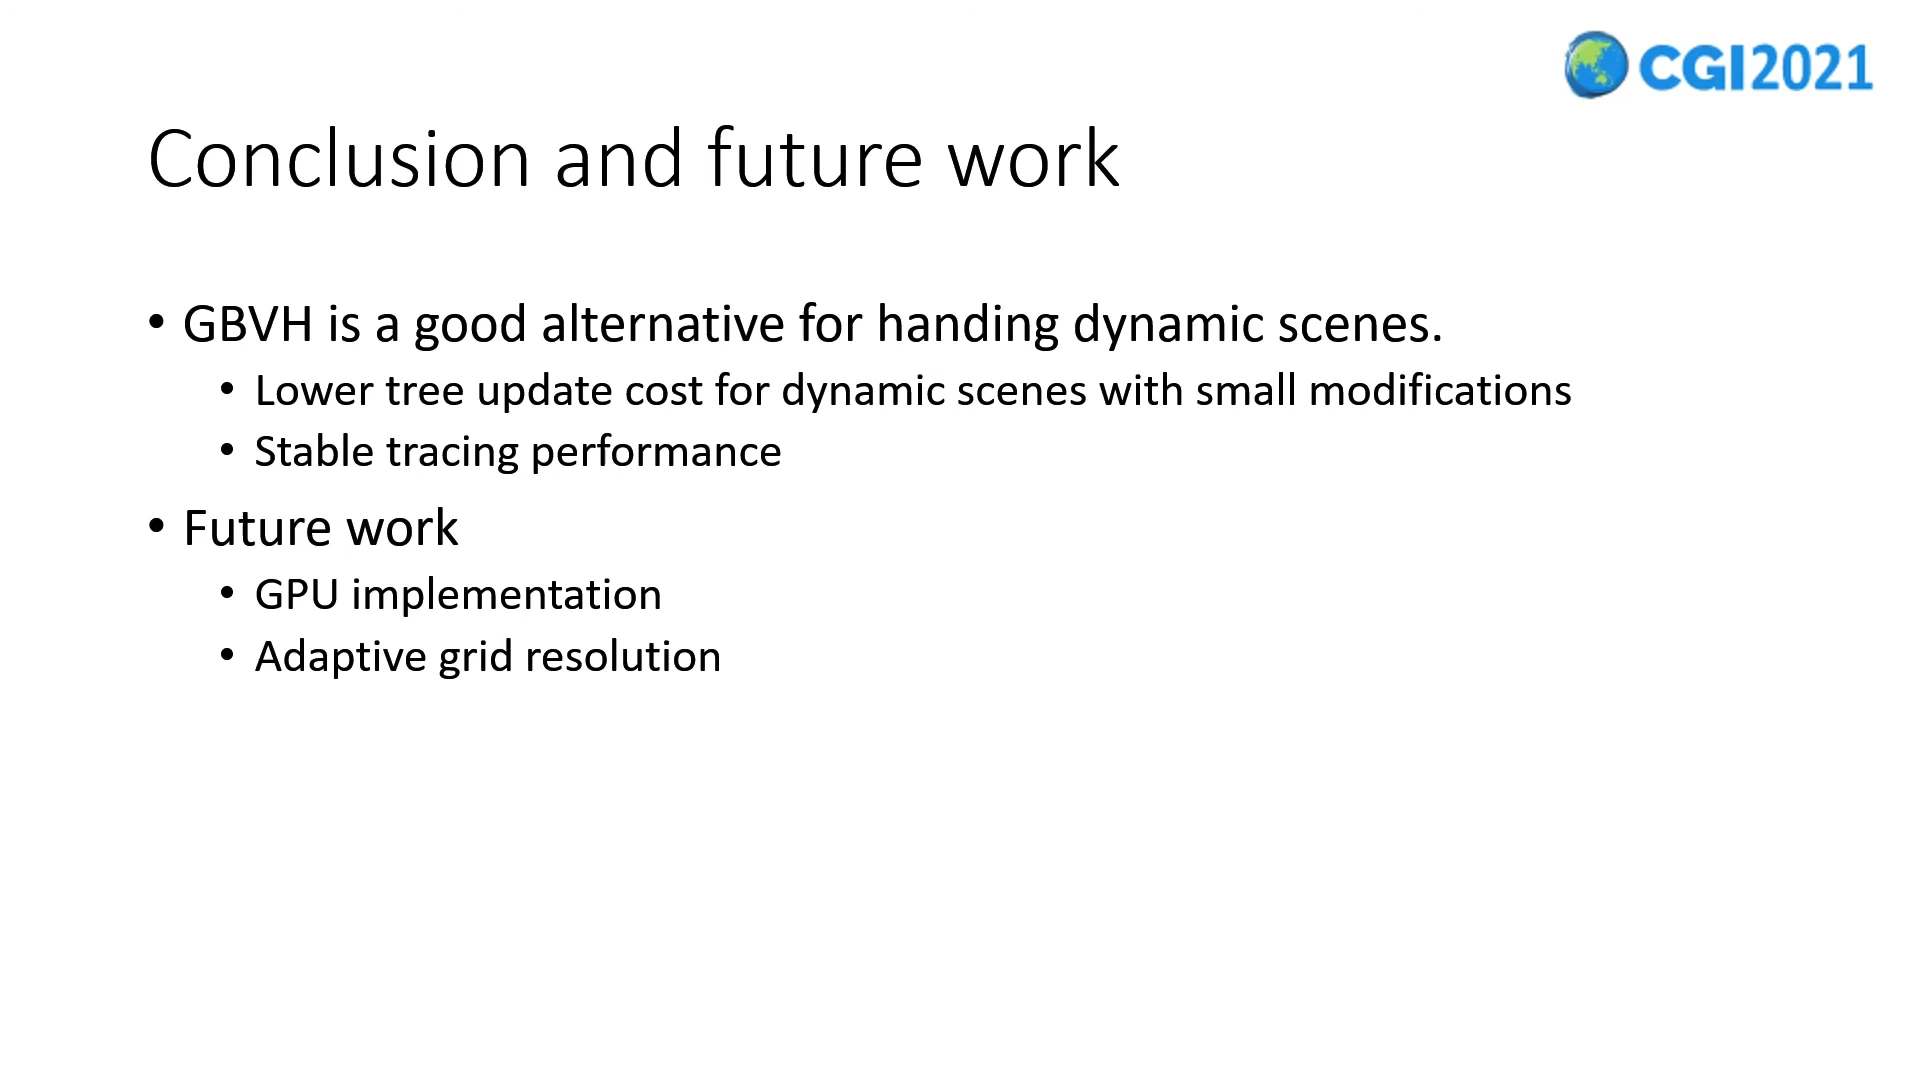 CGI2021
Conclusion and future work
• GBVH is a good alternative for handing dynamic scenes.
• Lower tree update cost for dynamic scenes with small modifications
• Stable tracing performance
• Future work
• GPU implementation
• Adaptive grid resolution